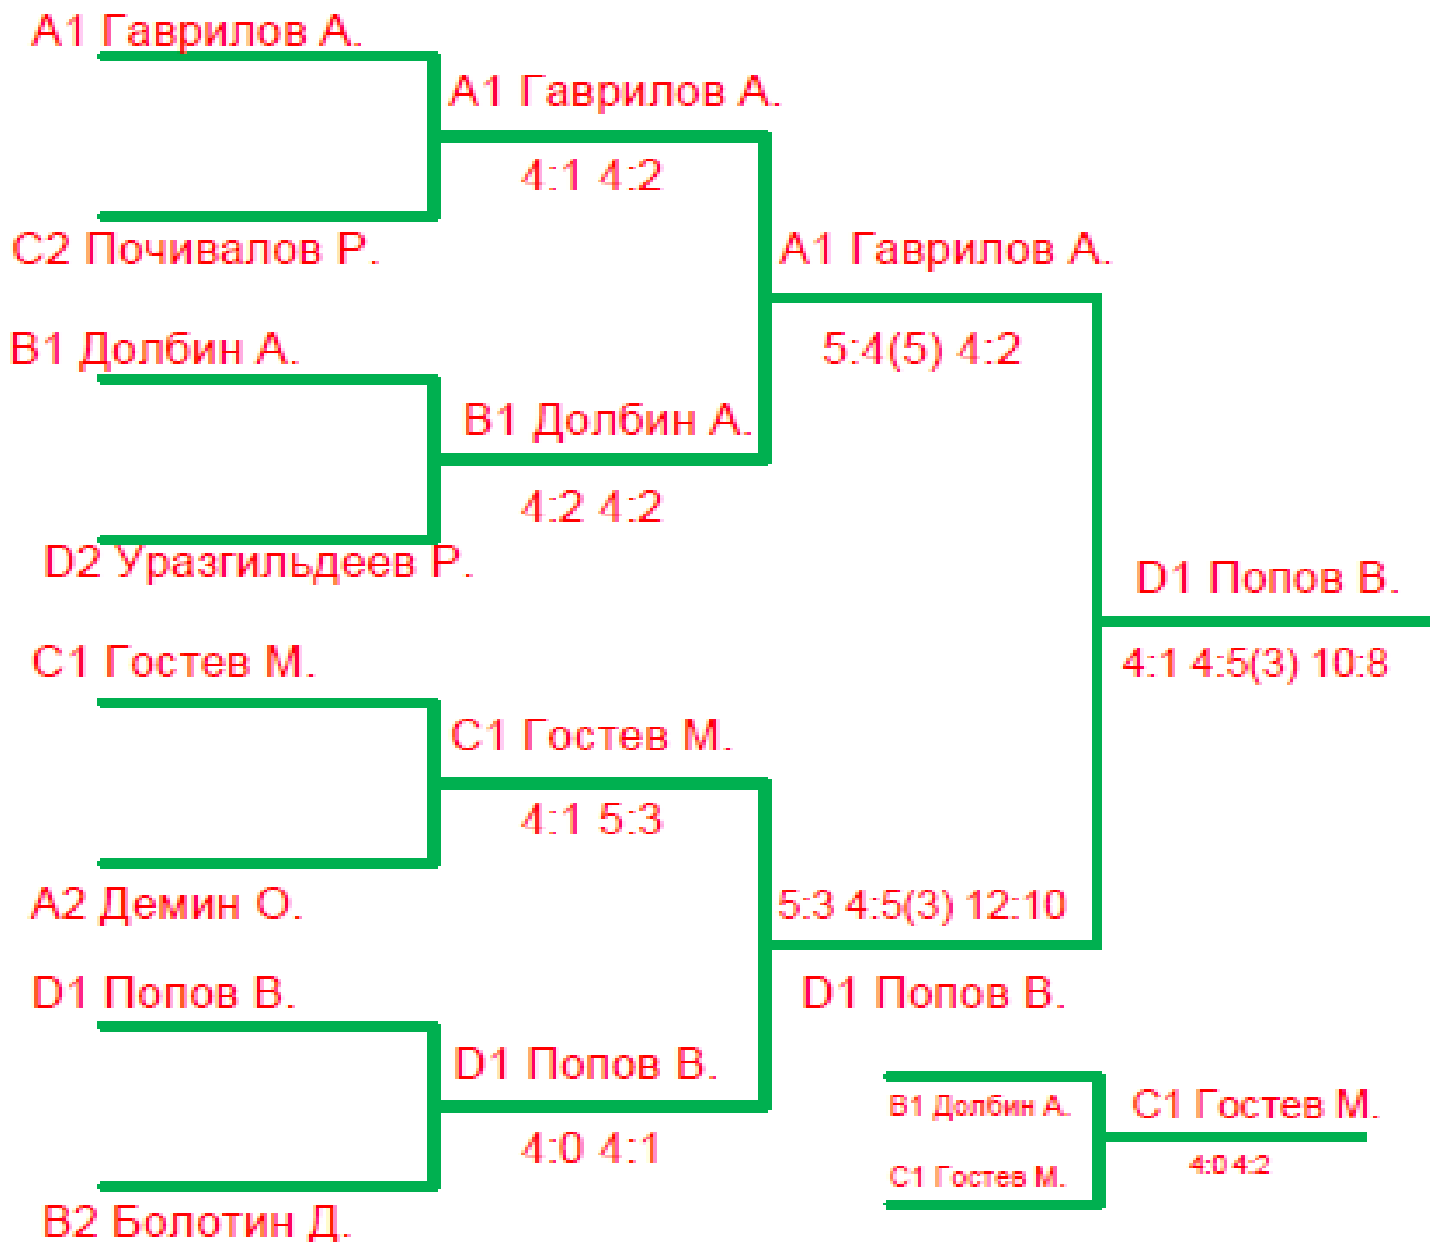 A1 Гаврилов А.
A1 Гаврилов А.
4:1 4:2
C2 Почивалов Р.
A1 Гаврилов А.
5:4(5) 4:2
B1 Долбин А.
B1 Долбин А.
4:2 4:2
D2 Уразгильдеев Р.
D1 Попов В.
4:1 4:5(3) 10:8
C1 Гостев М.
C1 Гостев М.
4:1 5:3
A2 Демин О.
5:3 4:5(3) 12:10
D1 Попов В.
D1 Попов В.
D1 Попов В.
4:0 4:1
B2 Болотин Д.
B1 Долбин А.
C1 Гостев М.
C1 Гостев М.
4:0 4:2